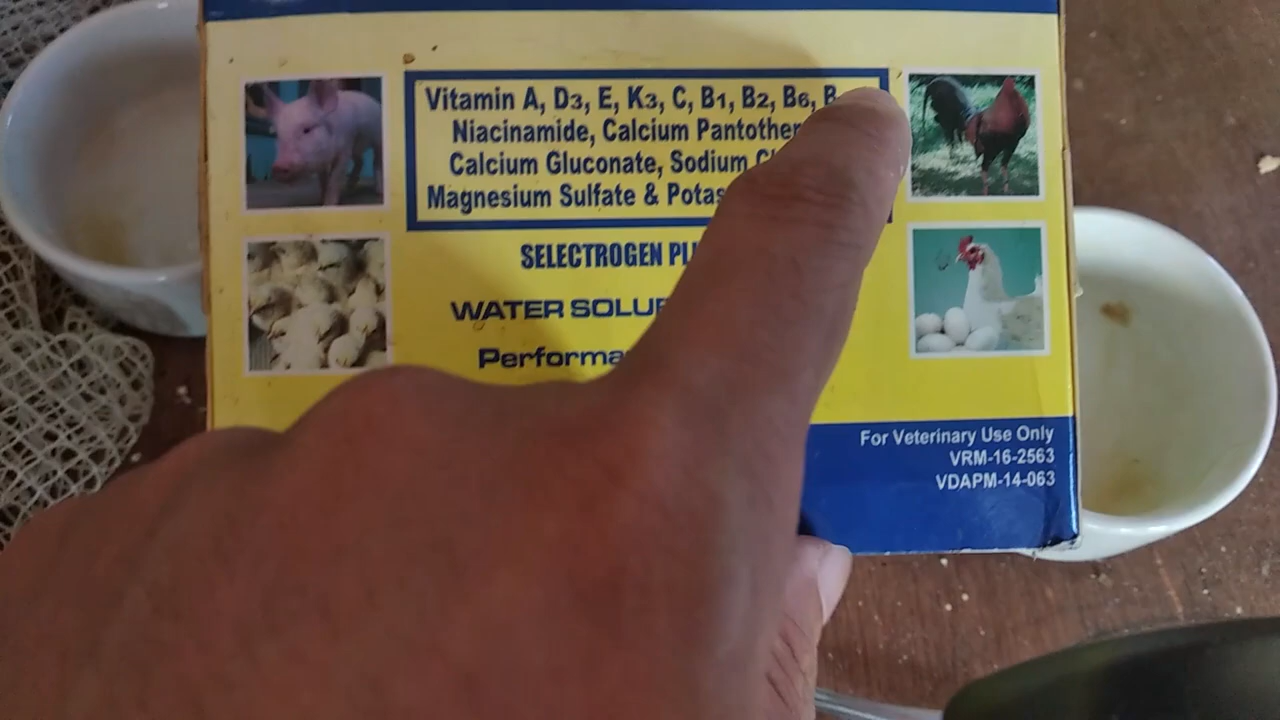 Vitamin A, D3, E, K3, C, B1, B2, B6, B
Niacinamide, Calcium
Calcium Gluconate, Sodium
Magnesium Sulfate &
SELECTROGEN
WATER
For Veterinary Use Only
VRM-16-2563
VDAPM-14-063